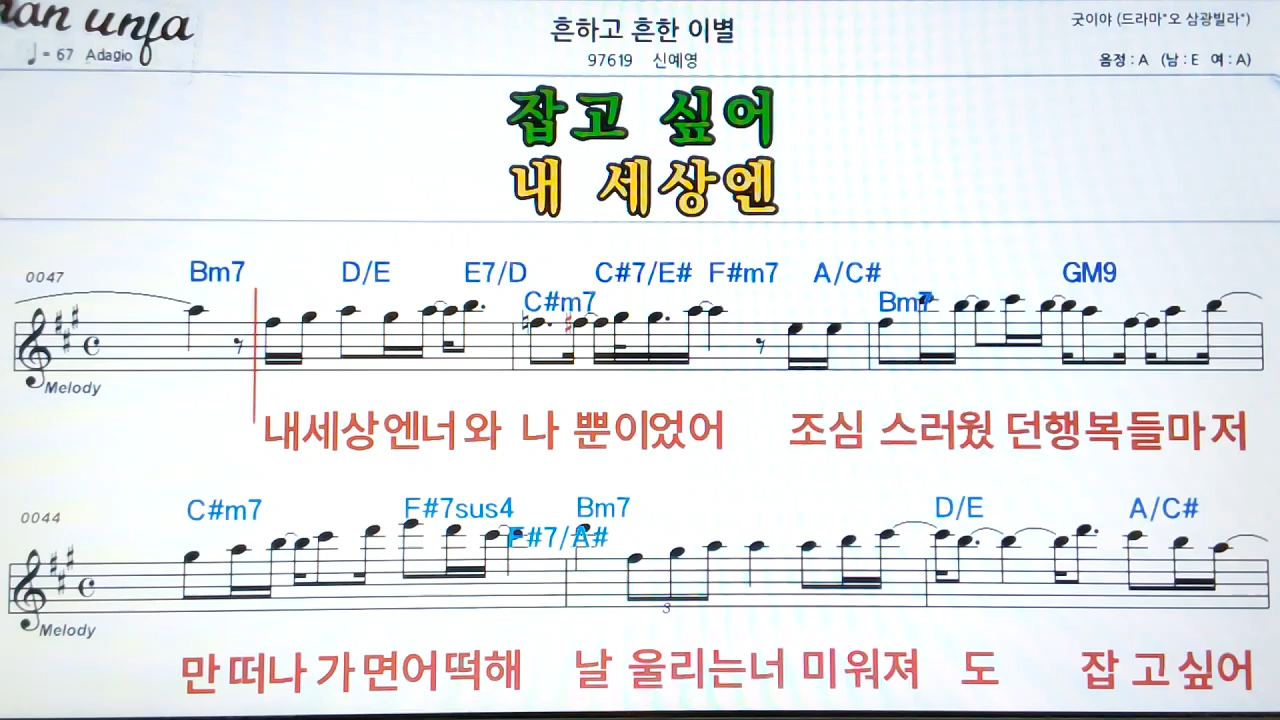 굿이야 (드라마"오 삼광빌라")
흔하고 흔한 이별
♩= 67 Adagio
97619 신예영
음정 : A (남 : E 여 : A)
잡고 싶어
내 세상엔
0047
Bm7 D/E E7/D C#7/E# F#m7 A/C# GM9
C#m7 Bm7
Melody
내세상엔너와 나 뿐이었어 조심 스러웠 던행복들마저
0044
C#m7 F#7sus4 Bm7 D/E A/C#
F#7/A#
3
Melody
만떠나가면어떡해 날 울리는너 미워져 도 잡 고싶어